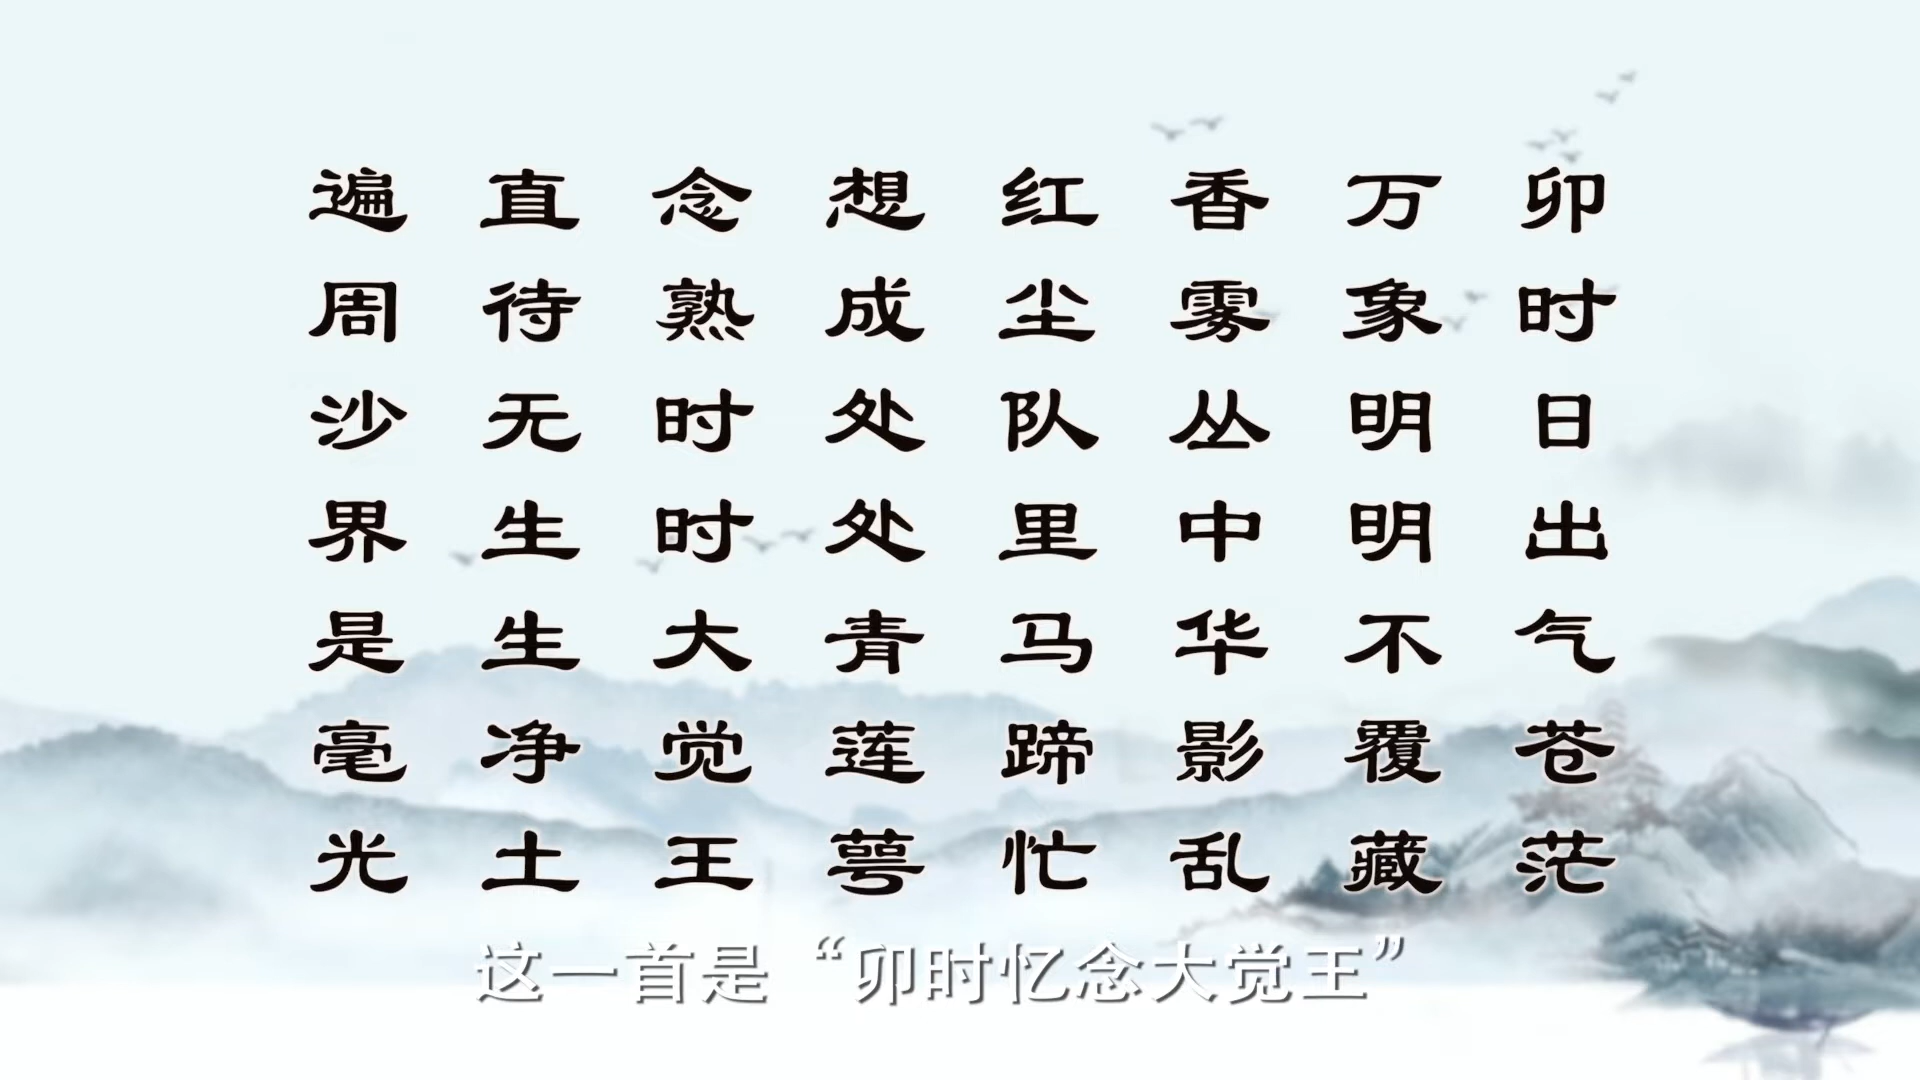 卯时日出气苍茫
万象明明不覆藏
香雾丛中华影乱
红尘队里马蹄忙
想成处处青莲萼
念熟时时大觉王
直待无生生净土
遍周沙界是毫光
这一首是“卯时忆念大觉王”